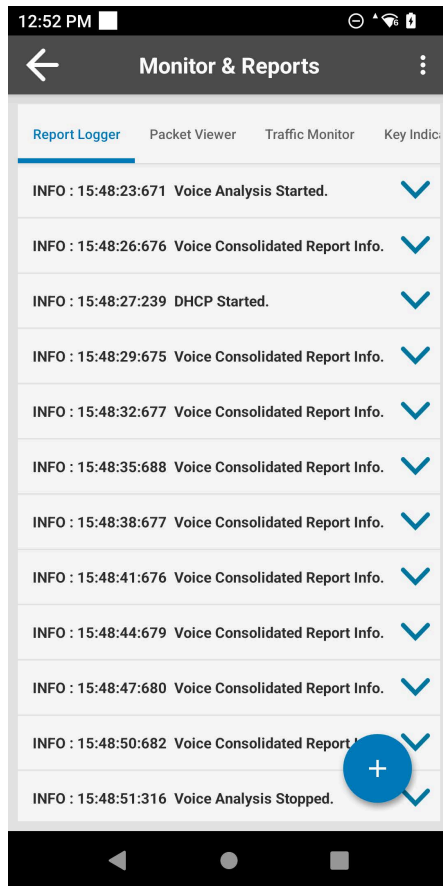 12:52 PM
6
Monitor & Reports
Report Logger Packet Viewer Traffic Monitor Key Indic
INFO : 15:48:23:671 Voice Analysis Started.
INFO : 15:48:26:676 Voice Consolidated Report Info.
INFO : 15:48:27:239 DHCP Started.
INFO : 15:48:29:675 Voice Consolidated Report Info.
INFO : 15:48:32:677 Voice Consolidated Report Info.
INFO : 15:48:35:688 Voice Consolidated Report Info.
INFO : 15:48:38:677 Voice Consolidated Report Info.
INFO : 15:48:41:676 Voice Consolidated Report Info.
INFO : 15:48:44:679 Voice Consolidated Report Info.
INFO : 15:48:47:680 Voice Consolidated Report Info.
INFO : 15:48:50:682 Voice Consolidated Report
INFO : 15:48:51:316 Voice Analysis Stopped.